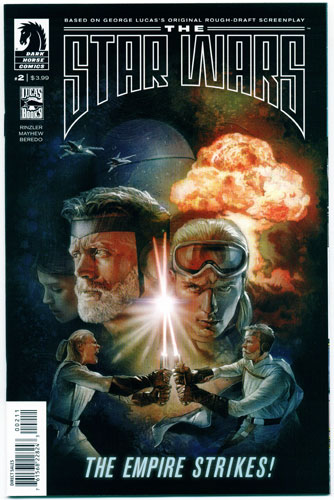 BASED ON GEORGE LUCAS'S ORIGINAL ROUGH-DRAFT SCREENPLAY
THE
STAR WARS
DARK
HORSE
COMICS
#2 | $3.99
LUCAS
BOOKS
RINZLER
MAYHEW
BEREDO
THE EMPIRE STRIKES!
00211
DIRECT SALES